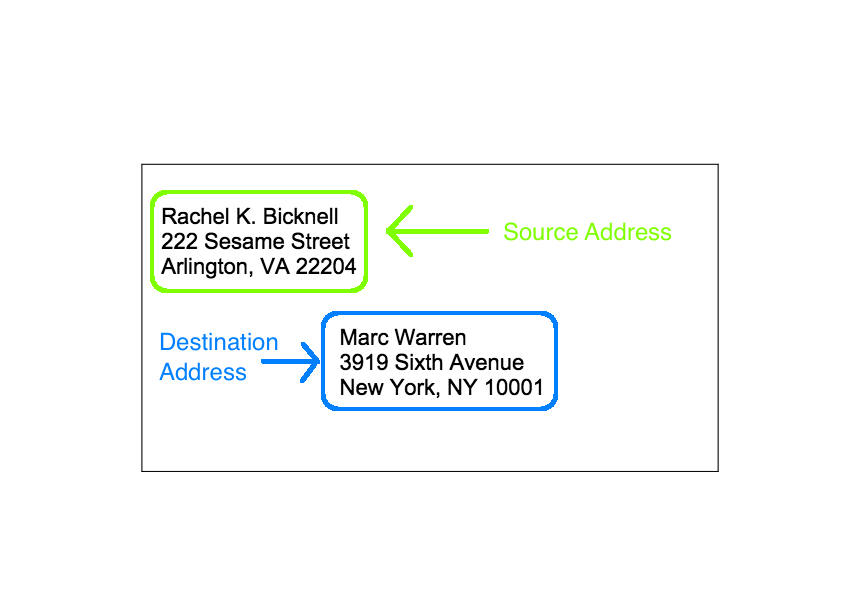 Rachel K. Bicknell
222 Sesame Street
Arlington, VA 22204
Source Address
Destination
Address
Marc Warren
3919 Sixth Avenue
New York, NY 10001